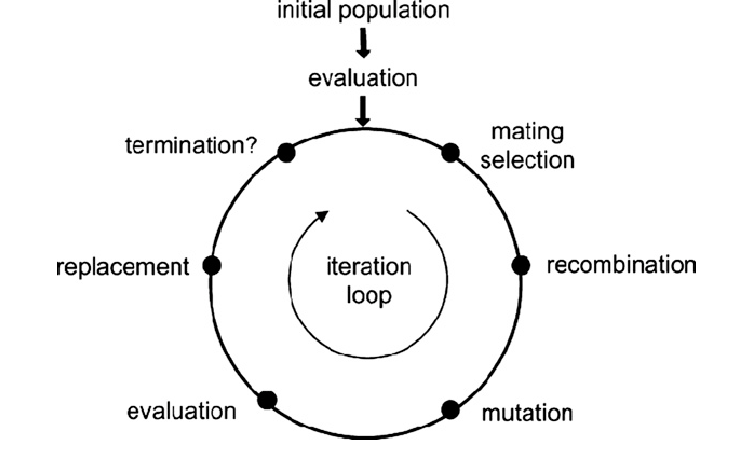 initial population
evaluation
termination?
mating
selection
replacement
iteration
loop
recombination
evaluation
mutation